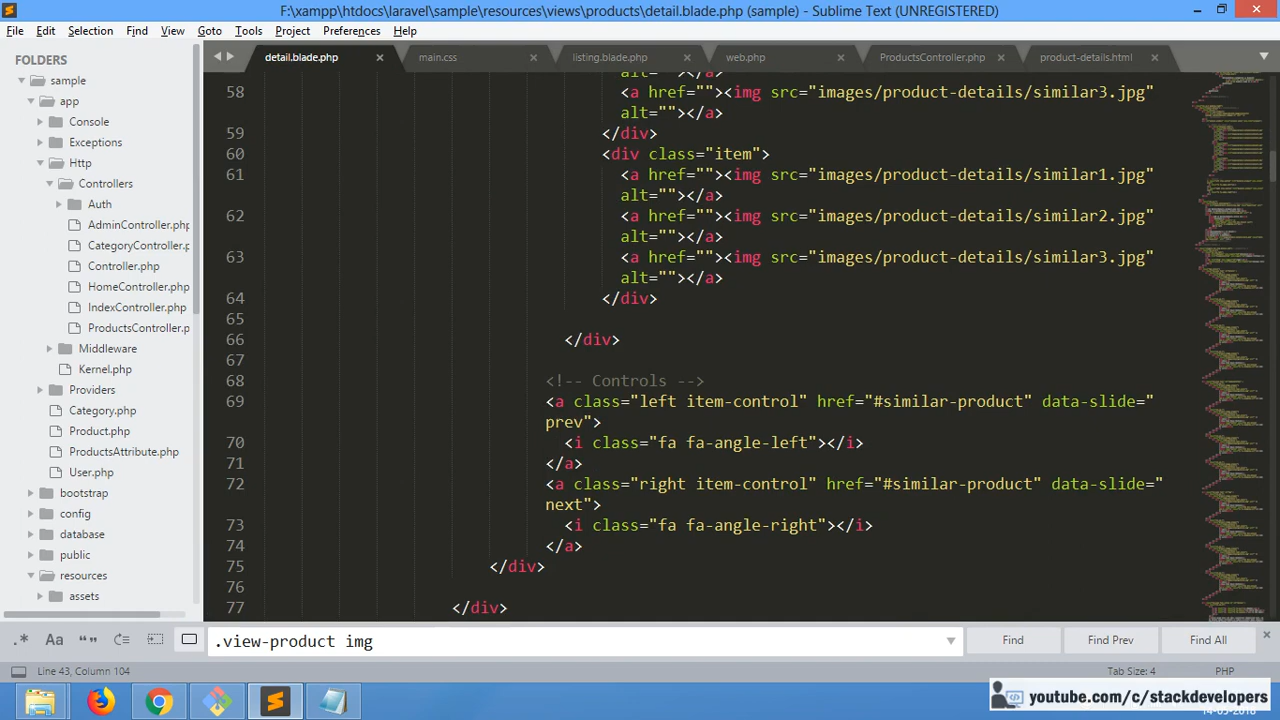 F:\xampp\htdocs\laravel\sample\resources\views\products\detail.blade.php (sample) - Sublime Text (UNREGISTERED)
File Edit Selection Find View Goto Tools Project Preferences Help
FOLDERS
sample
app
Console
Exceptions
Http
Controllers
Auth
AdminController.php
CategoryController.p
Controller.php
HomeController.php
IndexController.php
ProductsController.p
Middleware
Kernel.php
Providers
Category.php
Product.php
ProductsAttribute.php
User.php
bootstrap
config
database
public
resources
assets
detail.blade.php main.css listing.blade.php web.php ProductsController.php product-details.html
alt=""></a>
58 <a href=""><img src="images/product-details/similar3.jpg"
alt=""></a>
59 </div>
60 <div class="item">
61 <a href=""><img src="images/product-details/similar1.jpg"
alt=""></a>
62 <a href=""><img src="images/product-details/similar2.jpg"
alt=""></a>
63 <a href=""><img src="images/product-details/similar3.jpg"
alt=""></a>
64 </div>
65
66 </div>
67
68 <!-- Controls -->
69 <a class="left item-control" href="#similar-product" data-slide="
prev">
70 <i class="fa fa-angle-left"></i>
71 </a>
72 <a class="right item-control" href="#similar-product" data-slide="
next">
73 <i class="fa fa-angle-right"></i>
74 </a>
75 </div>
76
77 </div>
.* Aa “” .view-product img Find Find Prev Find All
Line 43, Column 104 Tab Size: 4 PHP
youtube.com/c/stackdevelopers